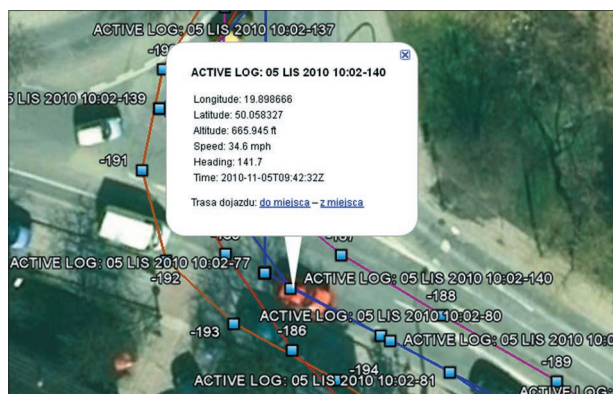 ACTIVE LOG: 05 LIS 2010 10:02-137
ACTIVE LOG: 05 LIS 2010 10:02-140
Longitude: 19.898666
Latitude: 50.058327
Altitude: 665.945 ft
Speed: 34.6 mph
Heading: 141.7
Time: 2010-11-05T09:42:32Z
Trasa dojazdu: do miejsca – z miejsca
LIS 2010 10:02-139
-191
ACTIVE LOG: 05 LIS 2010 10:02-77
-192
ACTIVE LOG: 05 LIS 2010 10:02-140
-188
ACTIVE LOG: 05 LIS 2010 10:02-80
-193
-186
ACTIVE LOG: 05 LIS 2010 10:0
-194
-189
ACTIVE LOG: 05 LIS 2010 10:02-81